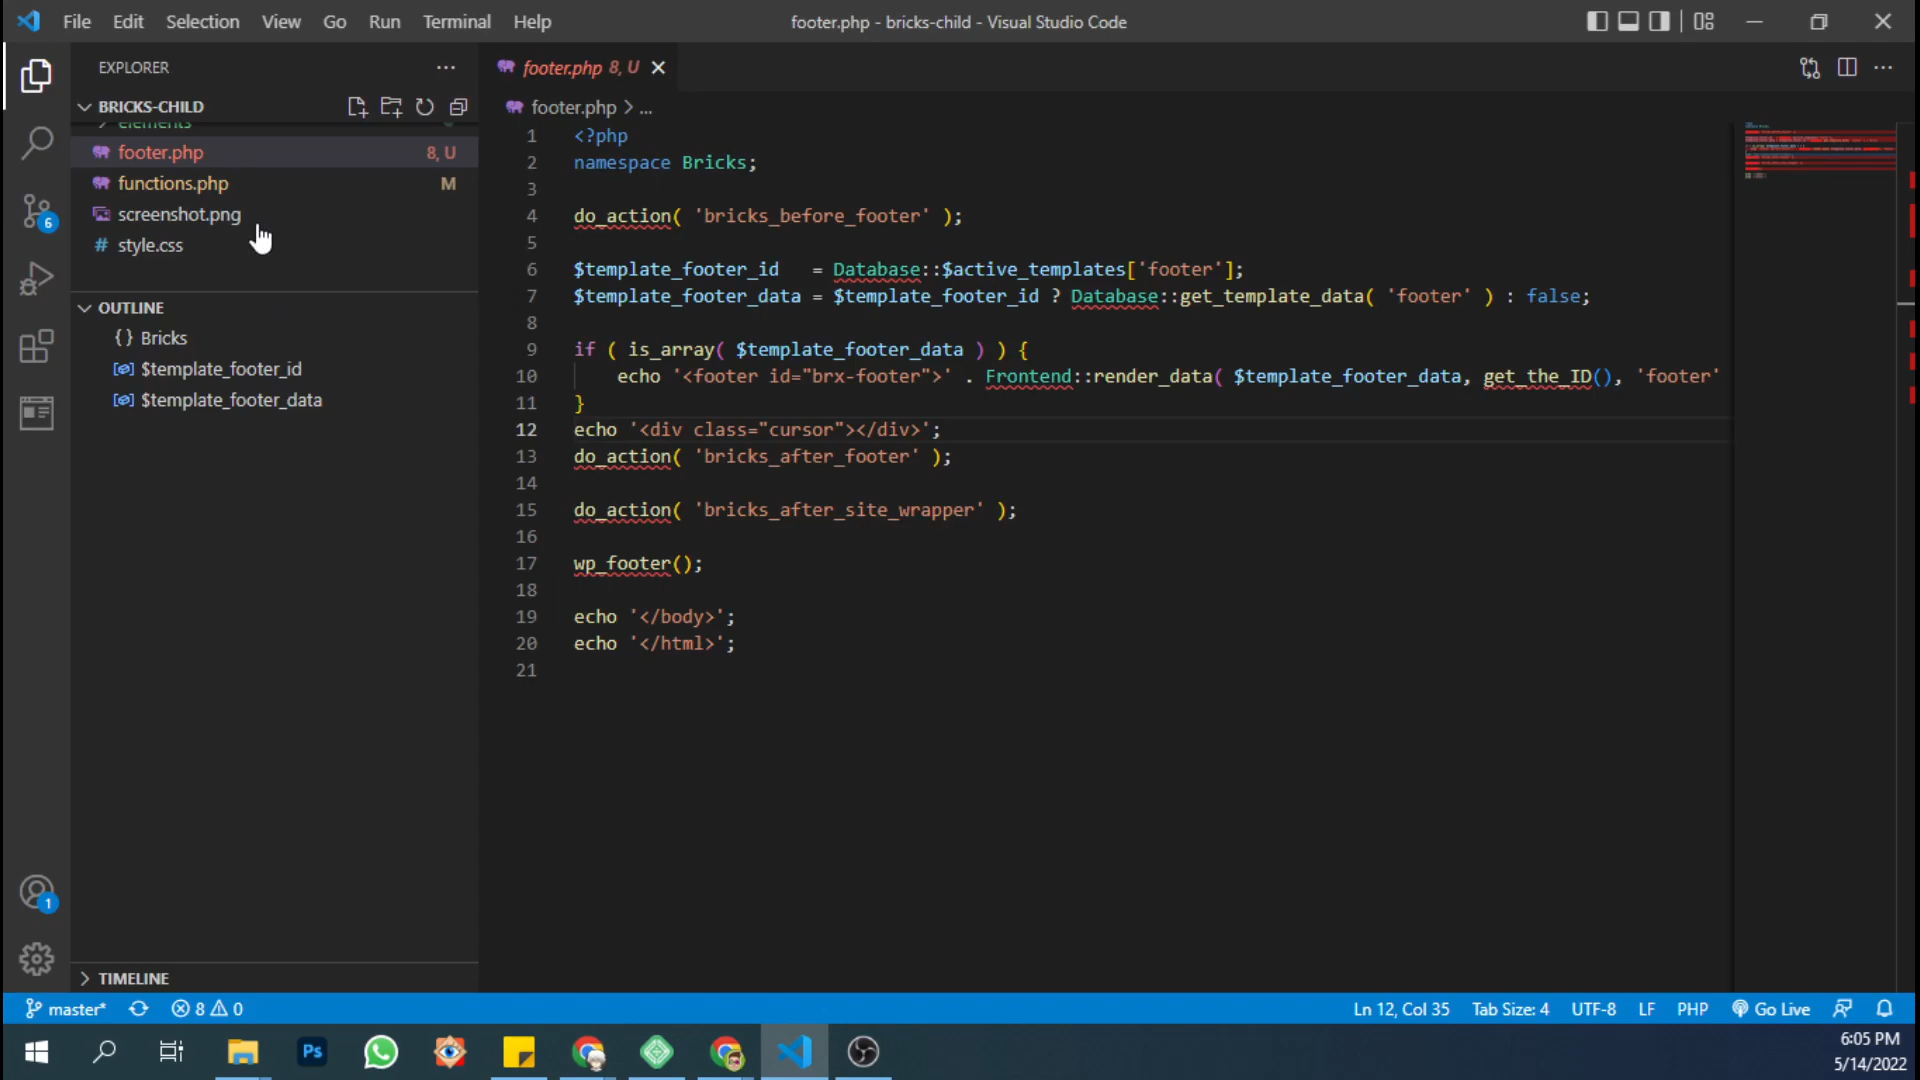 File Edit Selection View Go Run Terminal Help
footer.php - bricks-child - Visual Studio Code
EXPLORER
BRICKS-CHILD
elements
footer.php 8, U
functions.php M
screenshot.png
# style.css
OUTLINE
{} Bricks
$template_footer_id
$template_footer_data
TIMELINE
6
1
footer.php 8, U
footer.php > ...
1 <?php
2 namespace Bricks;
3
4 do_action( 'bricks_before_footer' );
5
6 $template_footer_id   = Database::$active_templates['footer'];
7 $template_footer_data = $template_footer_id ? Database::get_template_data( 'footer' ) : false;
8
9 if ( is_array( $template_footer_data ) ) {
10     echo '<footer id="brx-footer">' . Frontend::render_data( $template_footer_data, get_the_ID(), 'footer'
11 }
12 echo '<div class="cursor"></div>';
13 do_action( 'bricks_after_footer' );
14
15 do_action( 'bricks_after_site_wrapper' );
16
17 wp_footer();
18
19 echo '</body>';
20 echo '</html>';
21
master* 8 0
Ln 12, Col 35 Tab Size: 4 UTF-8 LF PHP Go Live
Ps
6:05 PM
5/14/2022